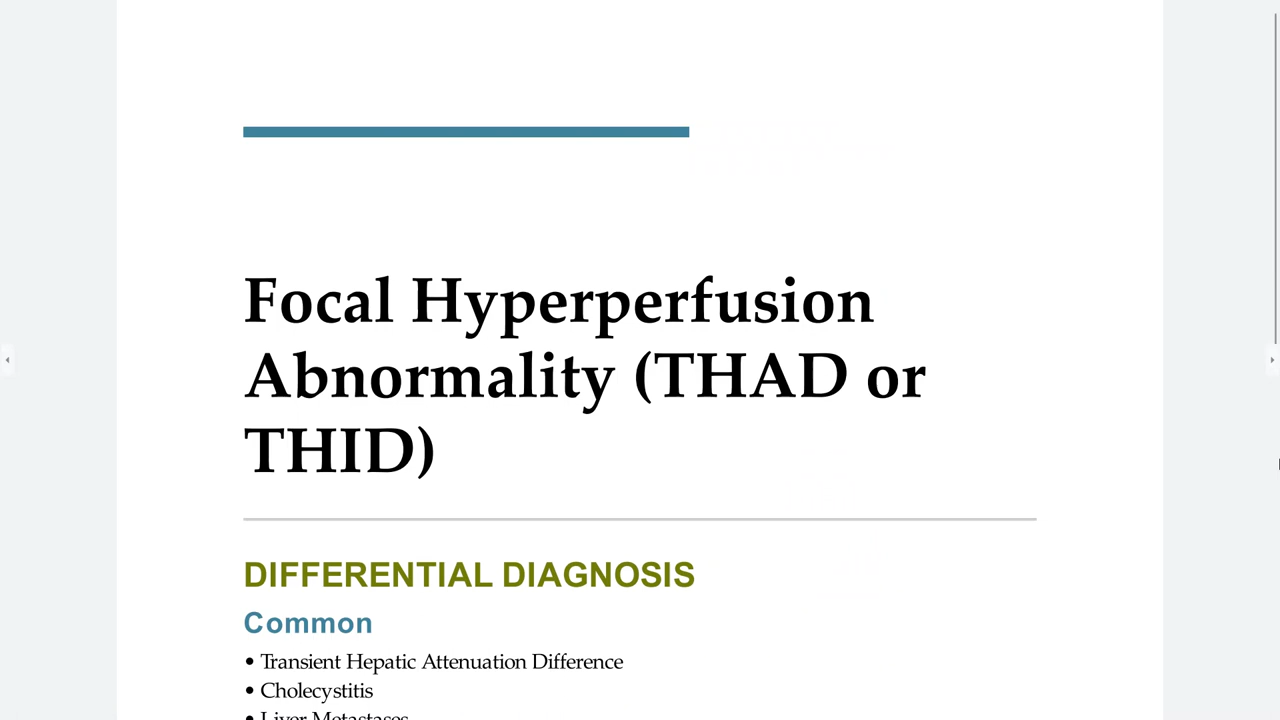 Focal Hyperperfusion
Abnormality (THAD or
THID)
DIFFERENTIAL DIAGNOSIS
Common
• Transient Hepatic Attenuation Difference
• Cholecystitis
• Liver Metastases